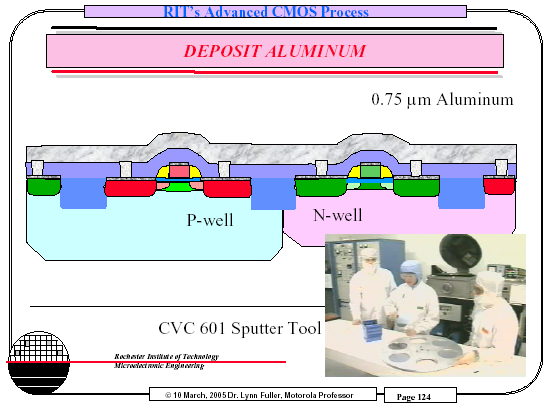 RIT's Advanced CMOS Process
DEPOSIT ALUMINUM
0.75 µm Aluminum
P-well
N-well
CVC 601 Sputter Tool
Rochester Institute of Technology
Microelectronic Engineering
© 10 March, 2005 Dr. Lynn Fuller, Motorola Professor
Page 124